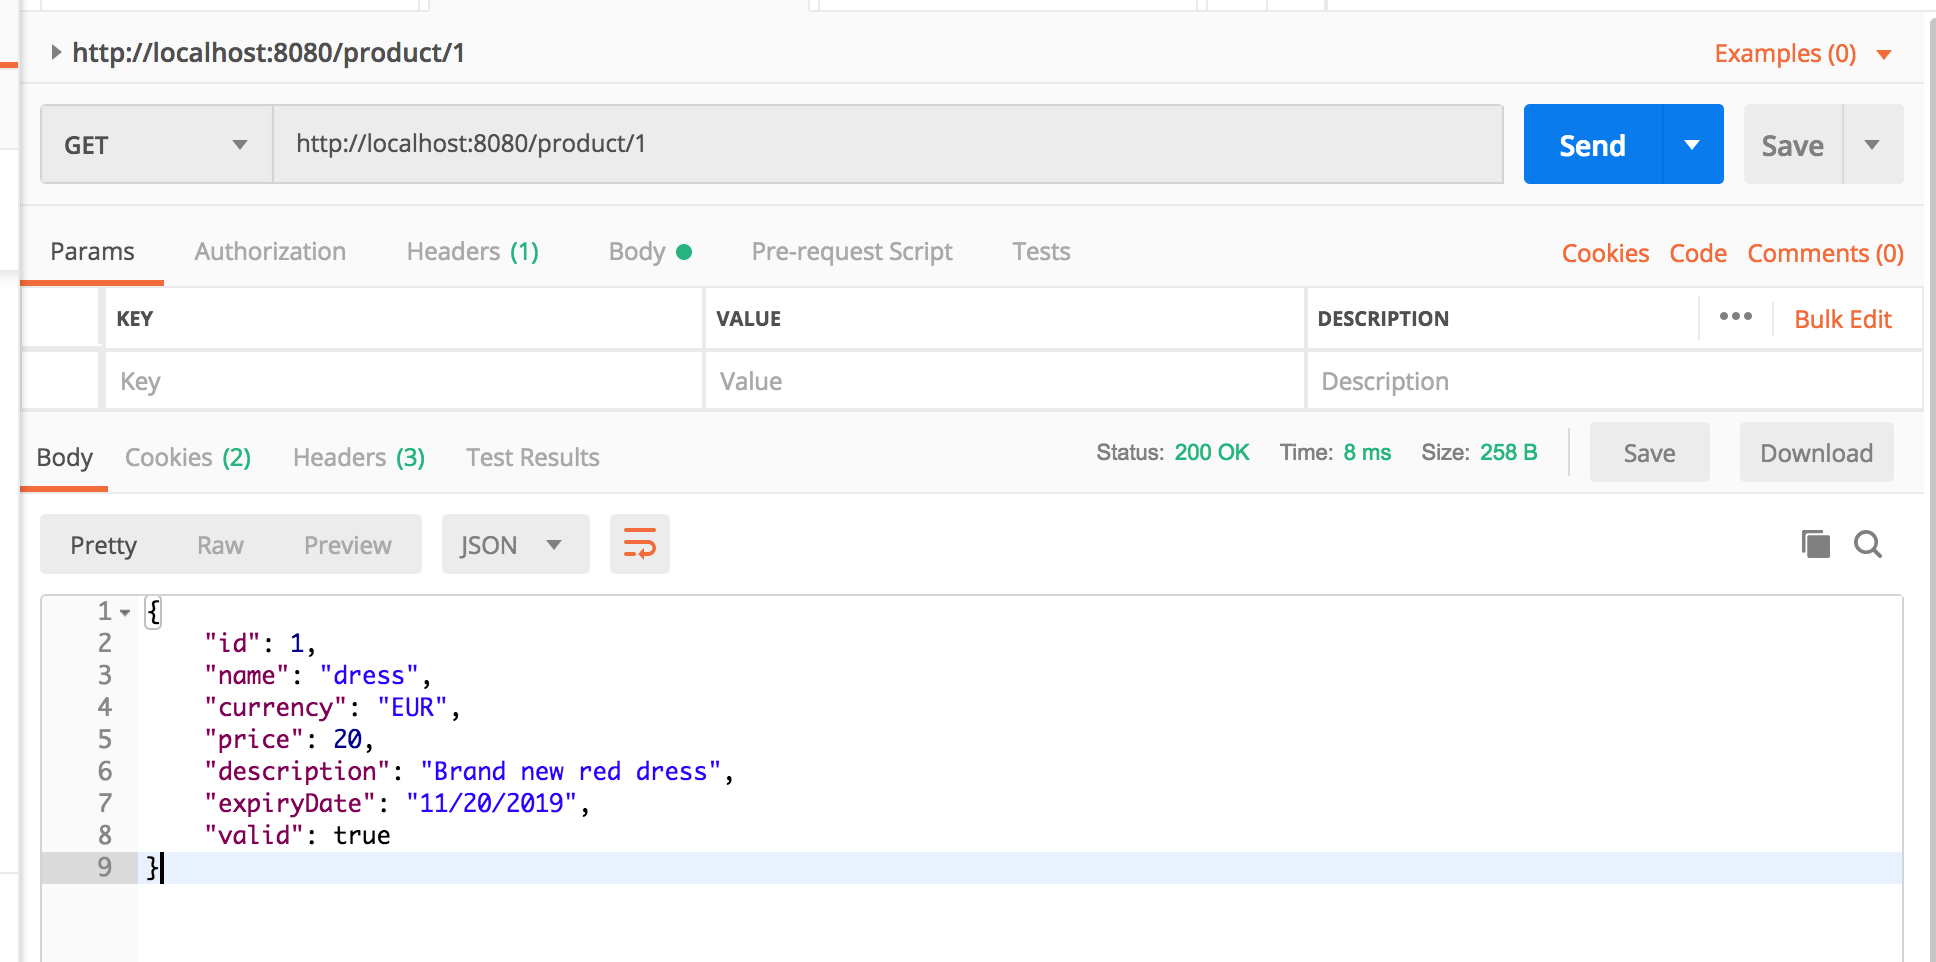 http://localhost:8080/product/1
Examples (0)
GET
http://localhost:8080/product/1
Send
Save
Params
Authorization
Headers (1)
Body
Pre-request Script
Tests
Cookies
Code
Comments (0)
KEY
VALUE
DESCRIPTION
Bulk Edit
Key
Value
Description
Body
Cookies (2)
Headers (3)
Test Results
Status: 200 OK
Time: 8 ms
Size: 258 B
Save
Download
Pretty
Raw
Preview
JSON
1 {
2 "id": 1,
3 "name": "dress",
4 "currency": "EUR",
5 "price": 20,
6 "description": "Brand new red dress",
7 "expiryDate": "11/20/2019",
8 "valid": true
9 }